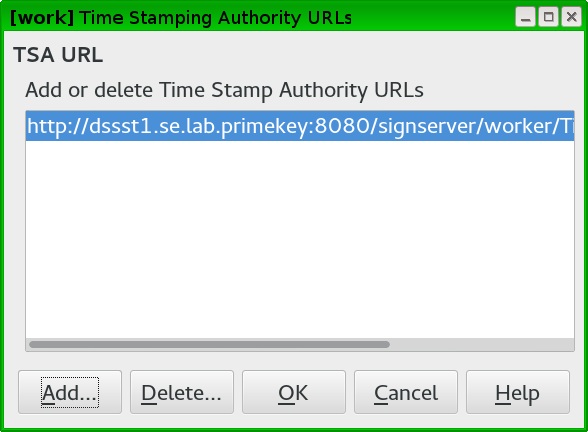 [work] Time Stamping Authority URLs
TSA URL
Add or delete Time Stamp Authority URLs
http://dssst1.se.lab.primekey:8080/signserver/worker/T
Add... Delete... OK Cancel Help